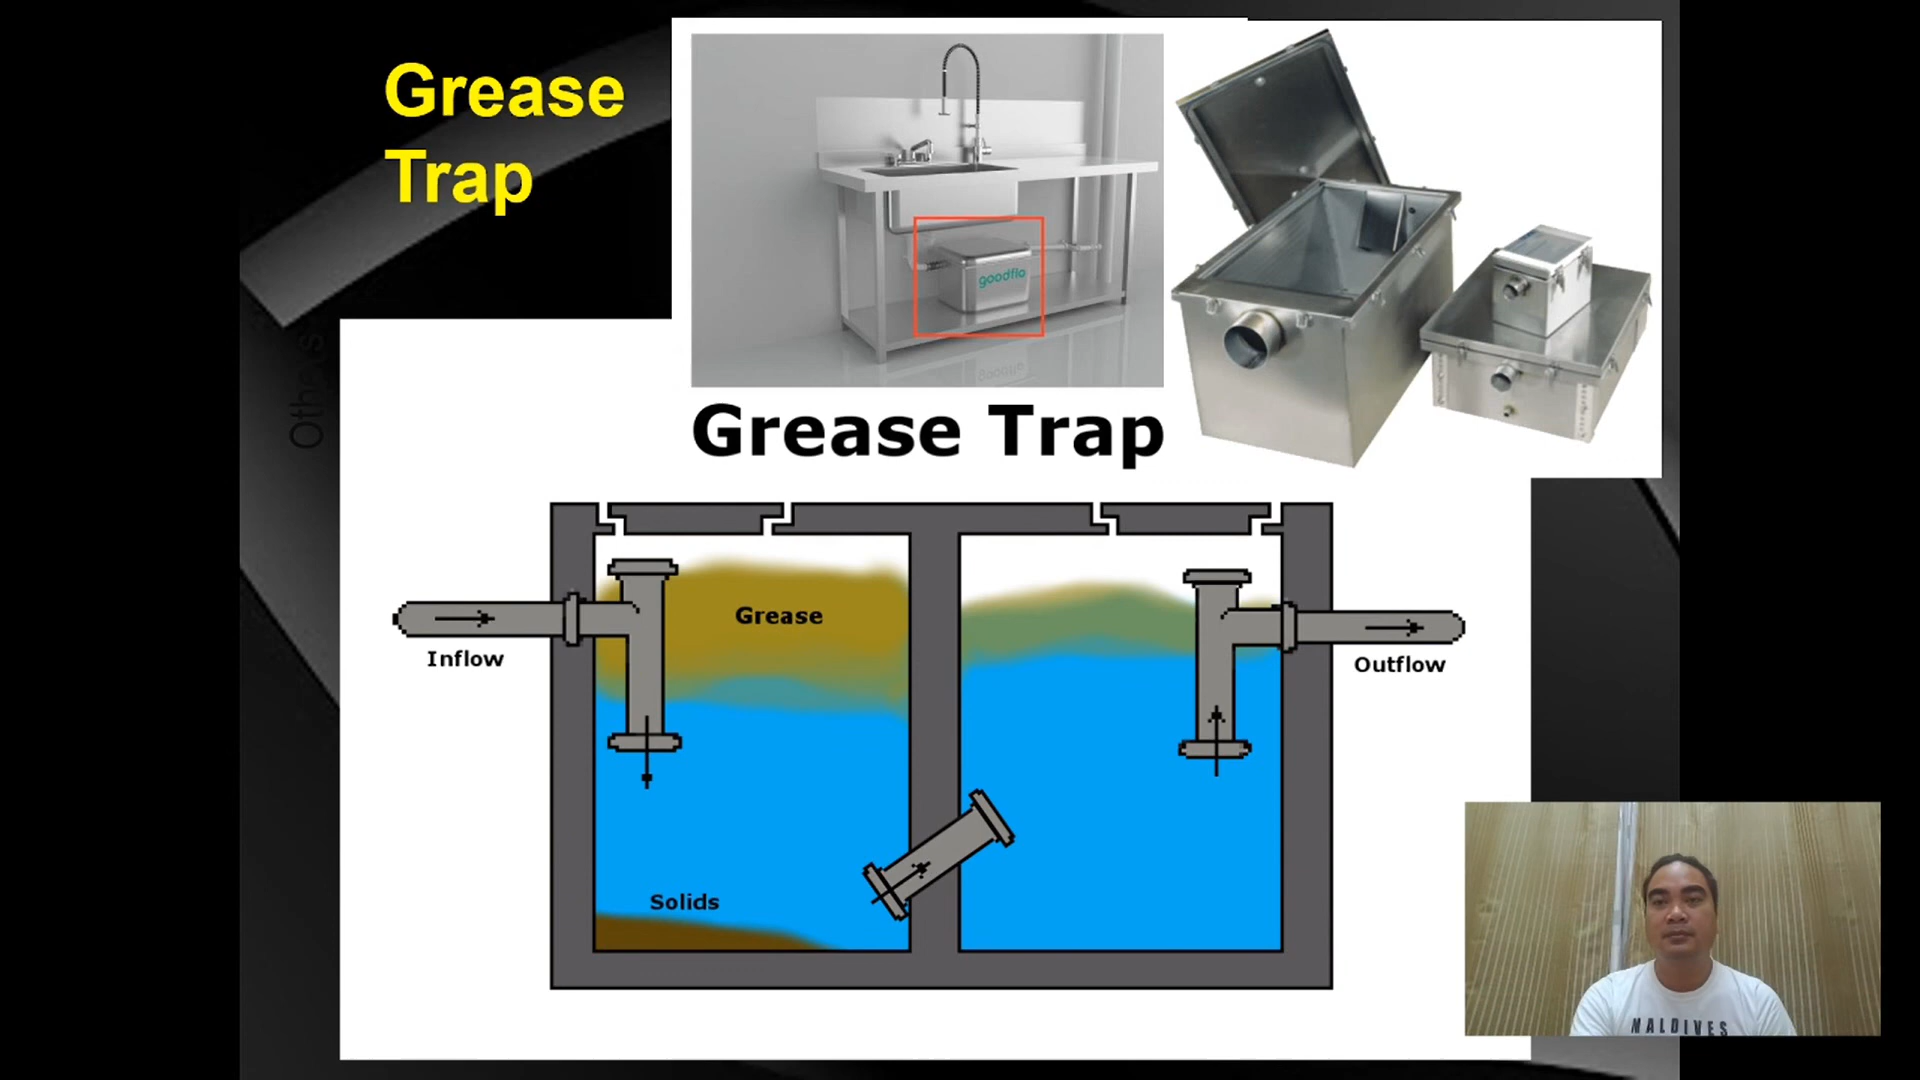 Grease
Trap
goodflo
Grease Trap
Grease
Inflow
Outflow
Solids
MALDIVES